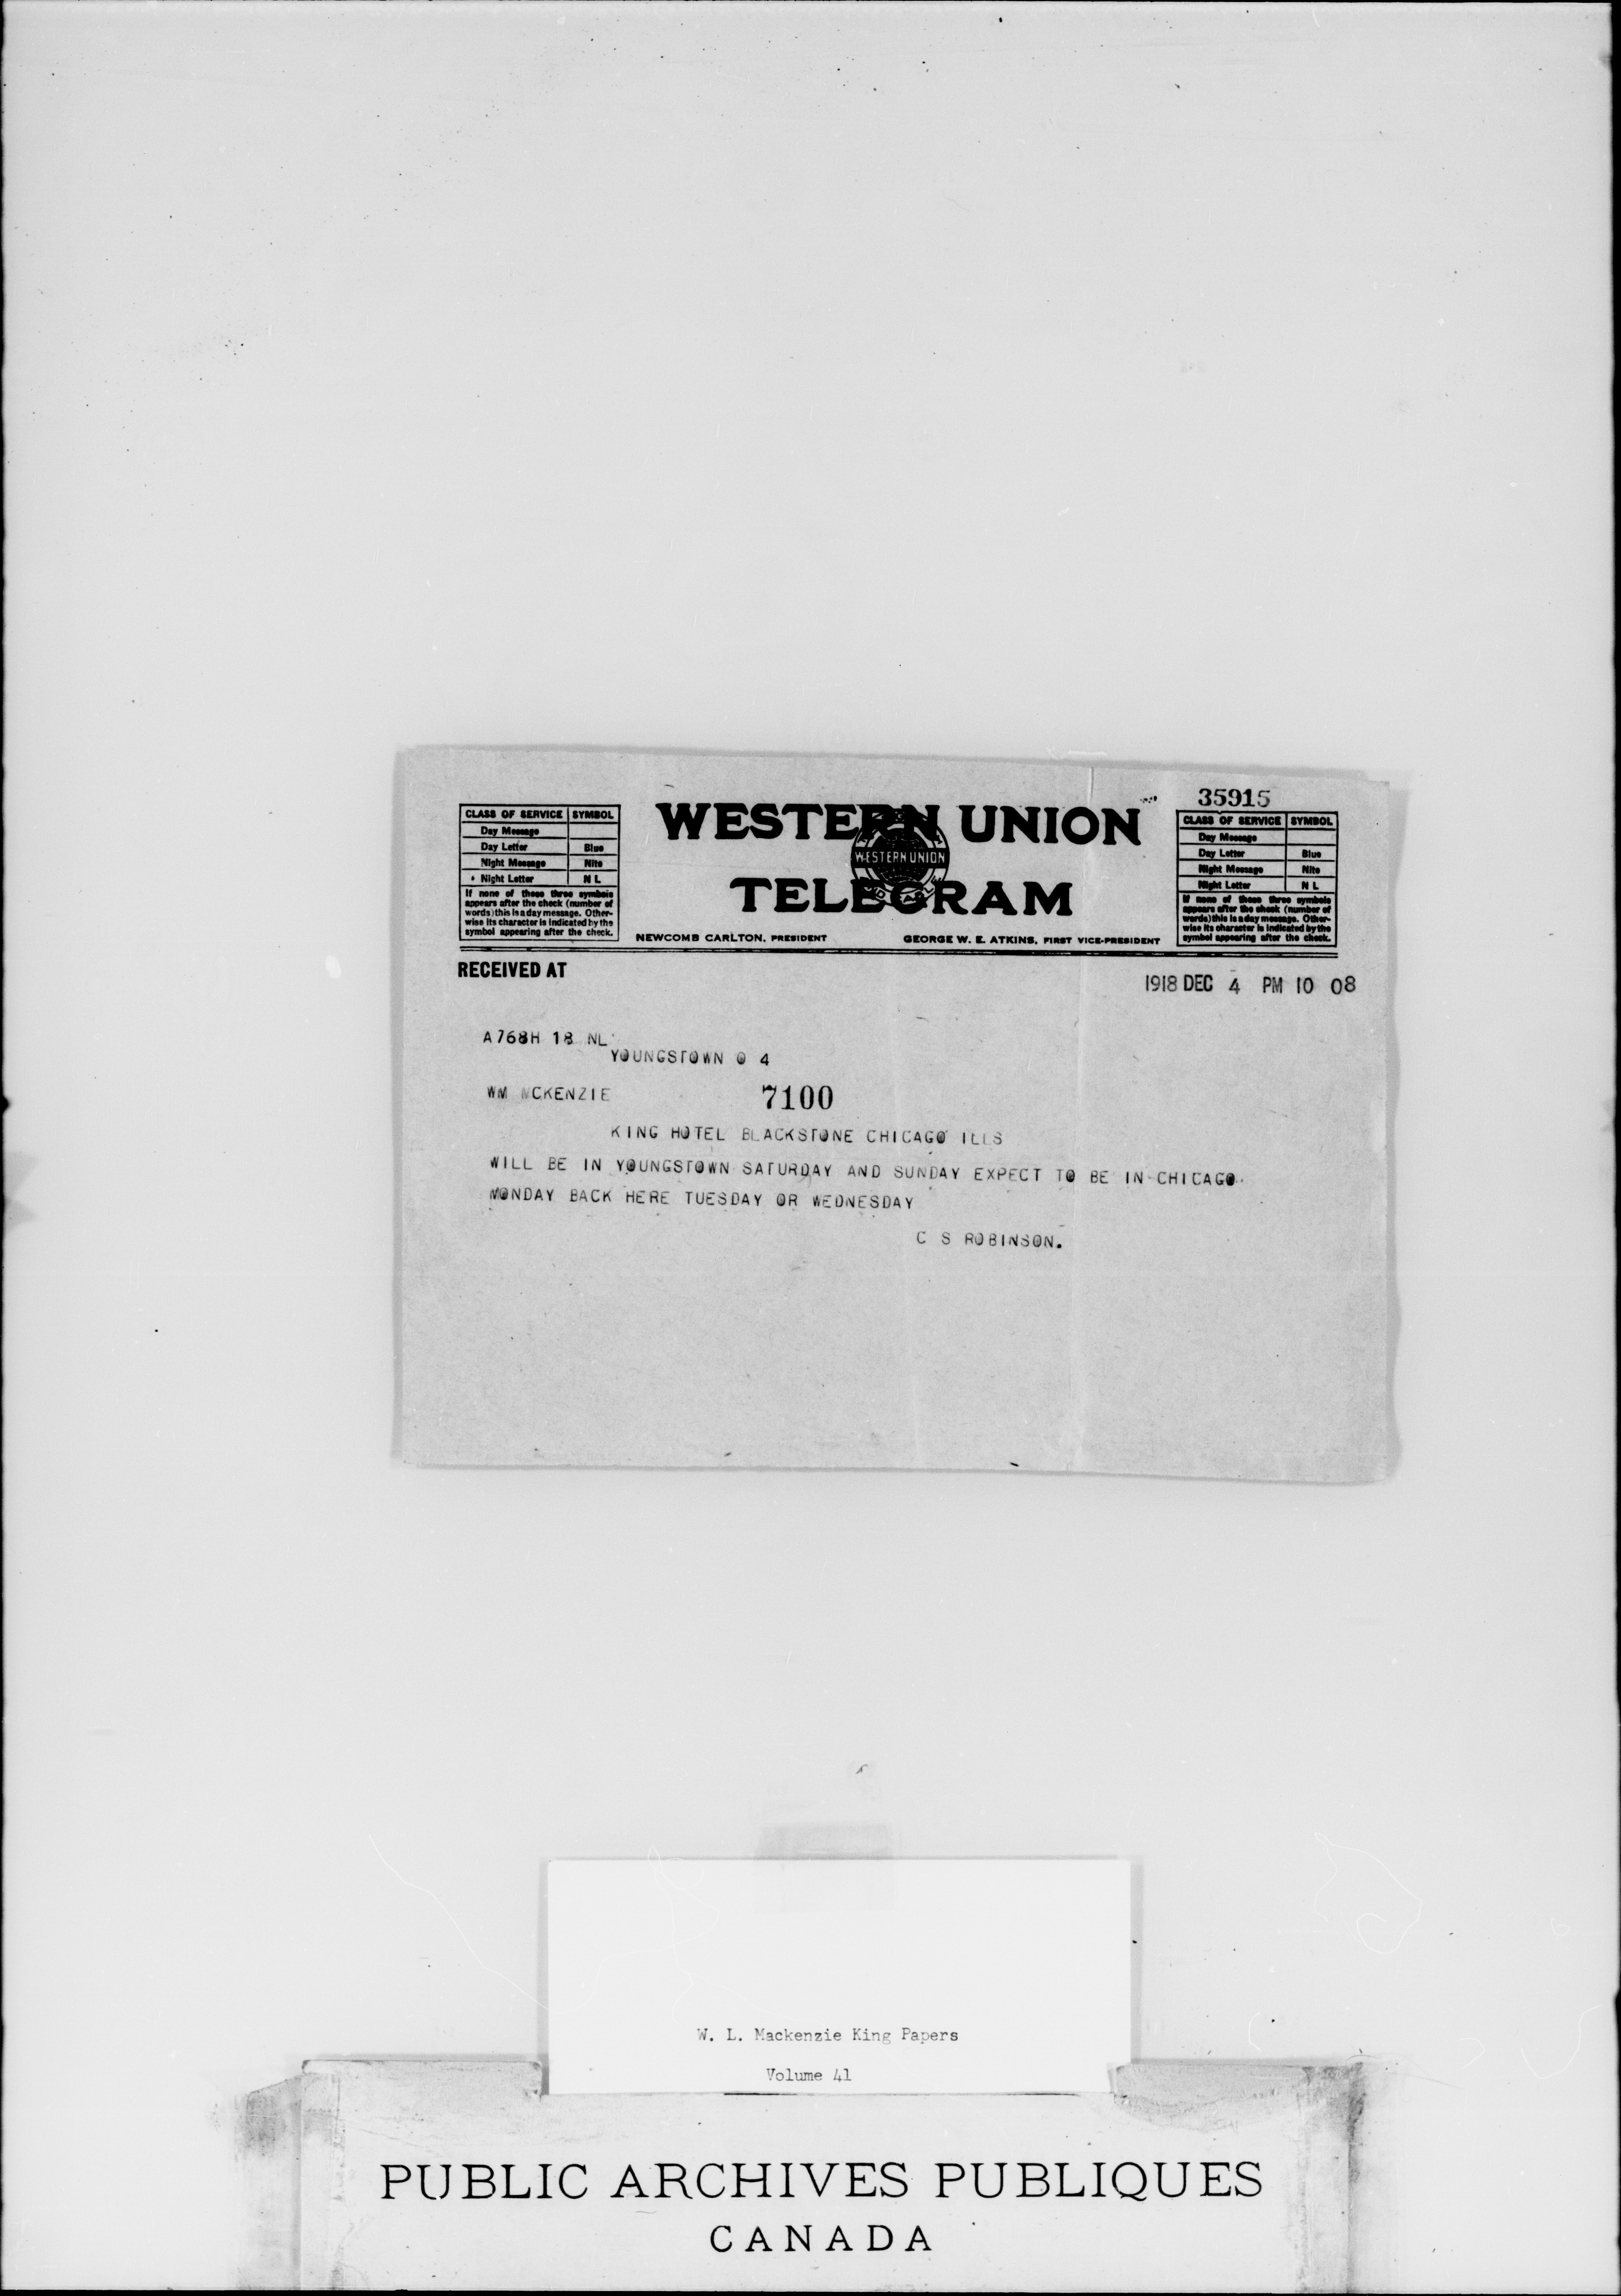 35915
CLASS OF SERVICE SYMBOL
Day Message
Day Letter Blue
Night Message Nite
Night Letter N L
If none of these three symbols
appears after the check (number of
words) this is a day message. Other-
wise its character is indicated by the
symbol appearing after the check.
WESTERN UNION
WESTERN UNION
TELEGRAM
NEWCOMB CARLTON, PRESIDENT GEORGE W. E. ATKINS, FIRST VICE-PRESIDENT
CLASS OF SERVICE SYMBOL
Day Message
Day Letter Blue
Night Message Nite
Night Letter N L
If none of these three symbols
appears after the check (number of
words) this is a day message. Other-
wise its character is indicated by the
symbol appearing after the check.
RECEIVED AT
1918 DEC 4 PM 10 08
A768H 18 NL
YOUNGSTOWN O 4
WM MCKENZIE 7100
KING HOTEL BLACKSTONE CHICAGO ILLS
WILL BE IN YOUNGSTOWN SATURDAY AND SUNDAY EXPECT TO BE IN CHICAGO
MONDAY BACK HERE TUESDAY OR WEDNESDAY
C S ROBINSON.
W. L. Mackenzie King Papers
Volume 41
PUBLIC ARCHIVES PUBLIQUES
CANADA